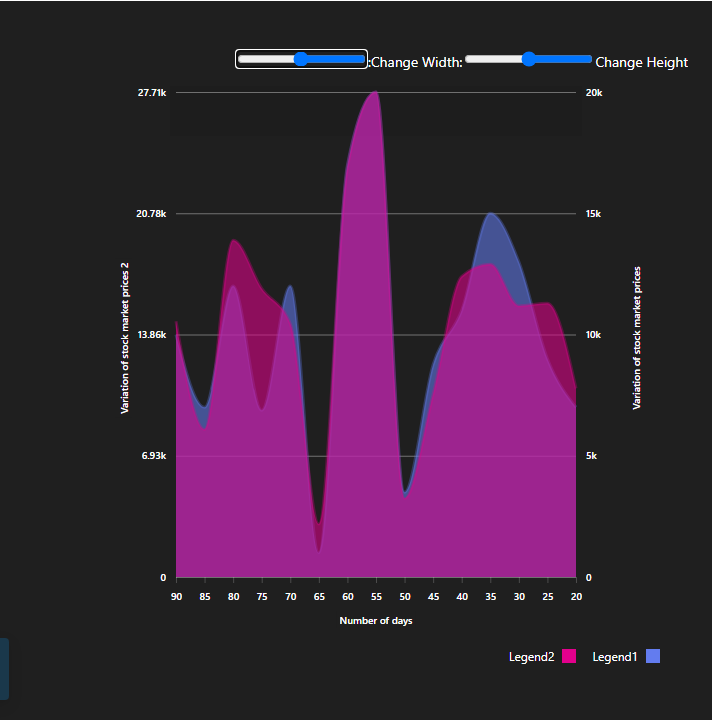 :Change Width: Change Height
27.71k
20.78k
13.86k
6.93k
0
Variation of stock market prices 2
20k
15k
10k
5k
0
Variation of stock market prices
90 85 80 75 70 65 60 55 50 45 40 35 30 25 20
Number of days
Legend2 Legend1